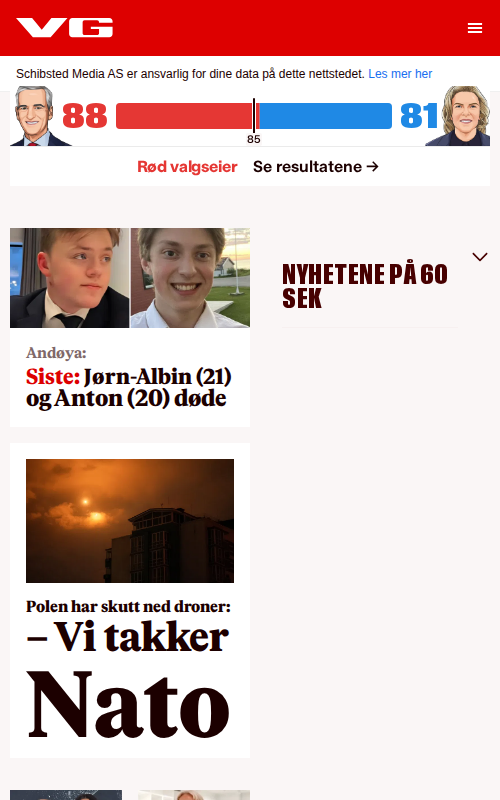 VG
Schibsted Media AS er ansvarlig for dine data på dette nettstedet. Les mer her
88
81
85
Rød valgseier
Se resultatene →
Andøya:
Siste: Jørn-Albin (21)
og Anton (20) døde
NYHETENE PÅ 60
SEK
Polen har skutt ned droner:
– Vi takker
Nato